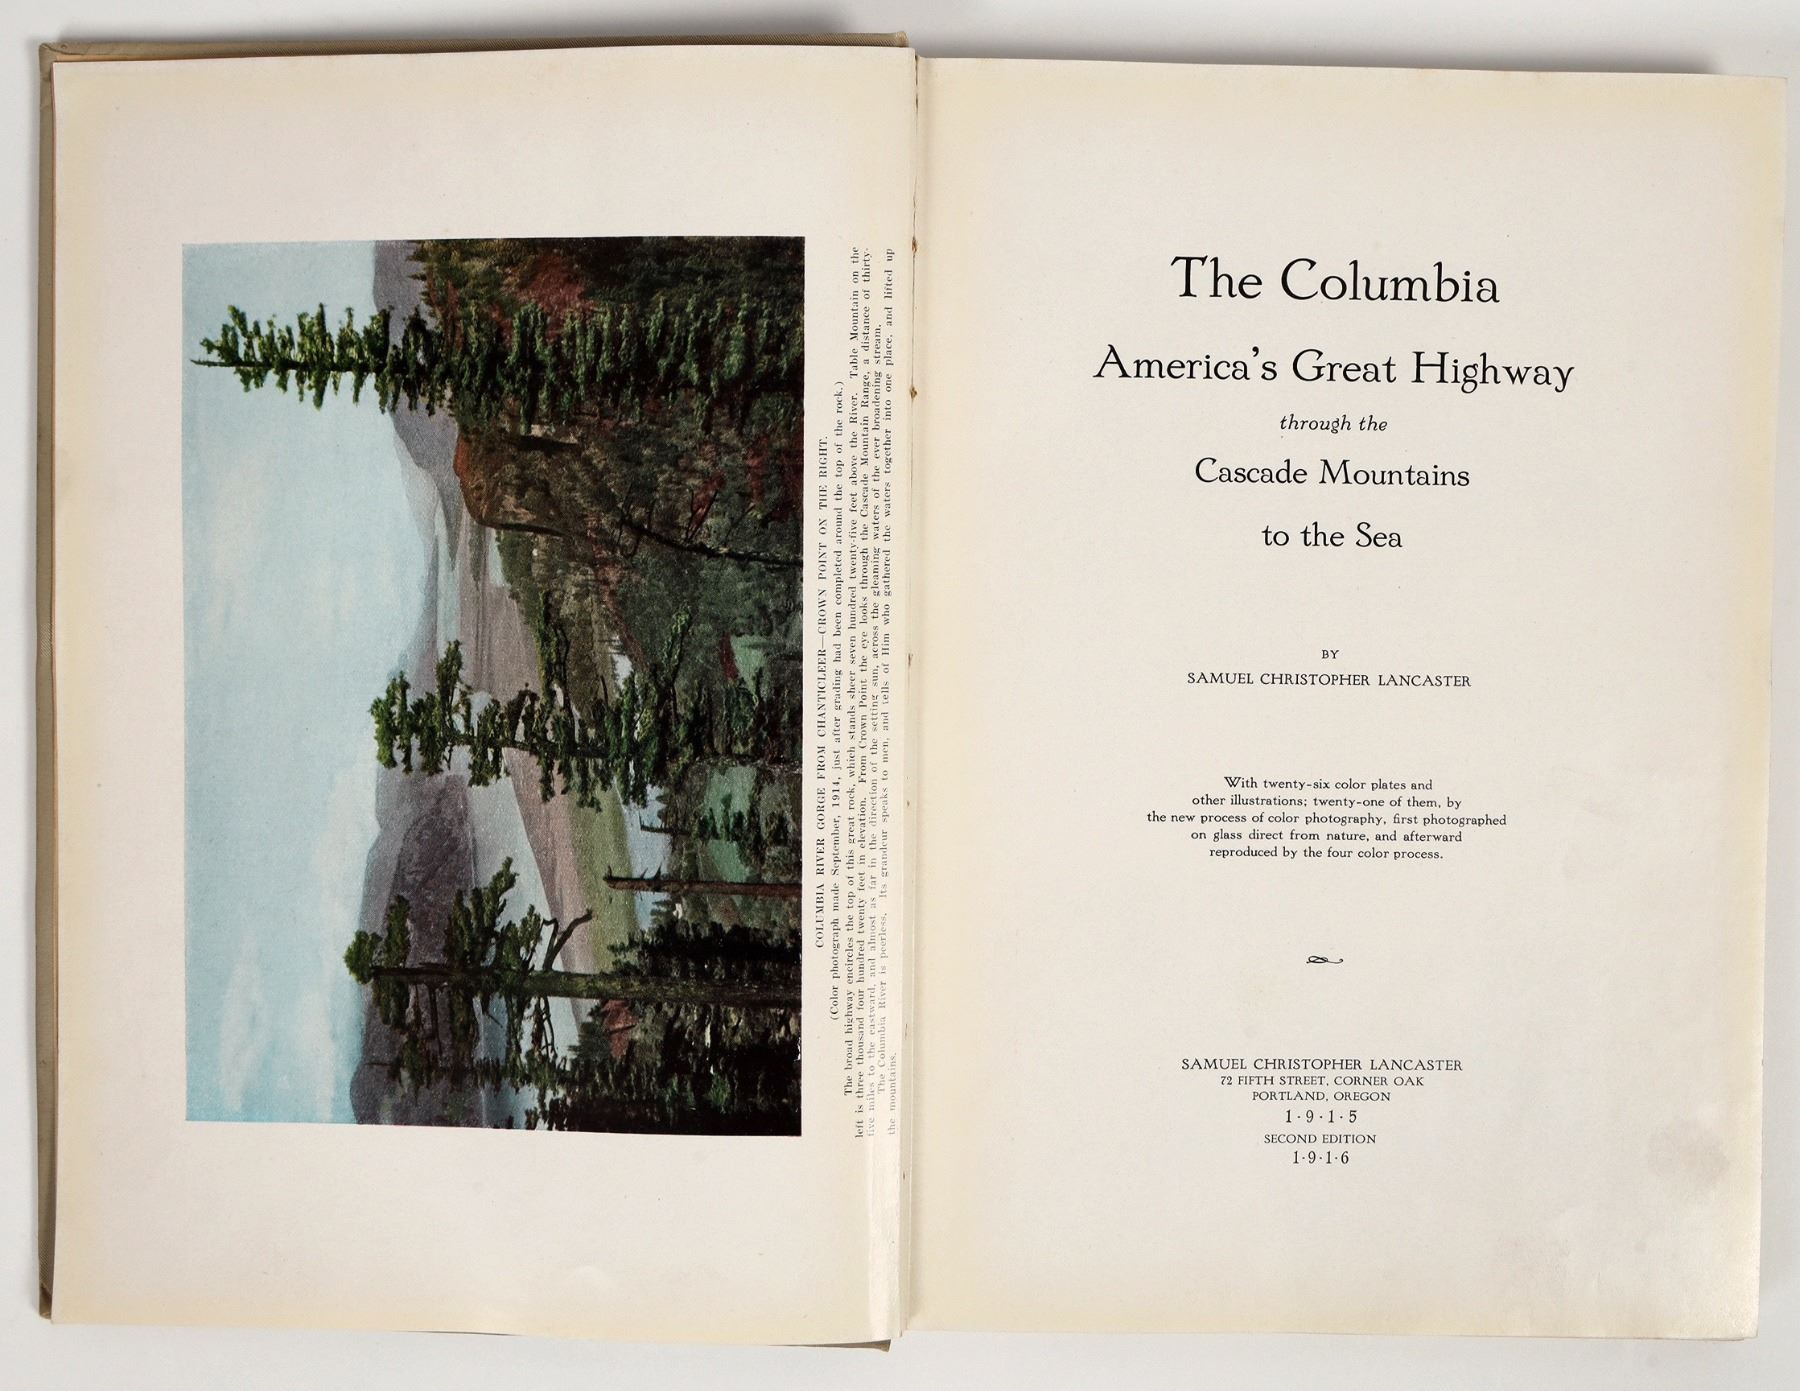 COLUMBIA RIVER GORGE FROM CHANTICLEER—CROWN POINT ON THE RIGHT.
(Color photograph made September, 1914, just after grading had been completed around the top of the rock.)
The broad highway encircles the top of this great rock, which stands sheer seven hundred twenty-five feet above the River. Table Mountain on the
left is three thousand four hundred twenty feet in elevation. From Crown Point the eye looks through the Cascade Mountain Range, a distance of thirty-
five miles to the eastward, and almost as far in the direction of the setting sun, across the gleaming waters of the ever broadening stream.
The Columbia River is peerless. Its grandeur speaks to men, and tells of Him who gathered the waters together into one place, and lifted up
the mountains.
The Columbia
America's Great Highway
through the
Cascade Mountains
to the Sea
BY
SAMUEL CHRISTOPHER LANCASTER
With twenty-six color plates and
other illustrations; twenty-one of them, by
the new process of color photography, first photographed
on glass direct from nature, and afterward
reproduced by the four color process.
SAMUEL CHRISTOPHER LANCASTER
72 FIFTH STREET, CORNER OAK
PORTLAND, OREGON
1·9·1·5
SECOND EDITION
1·9·1·6